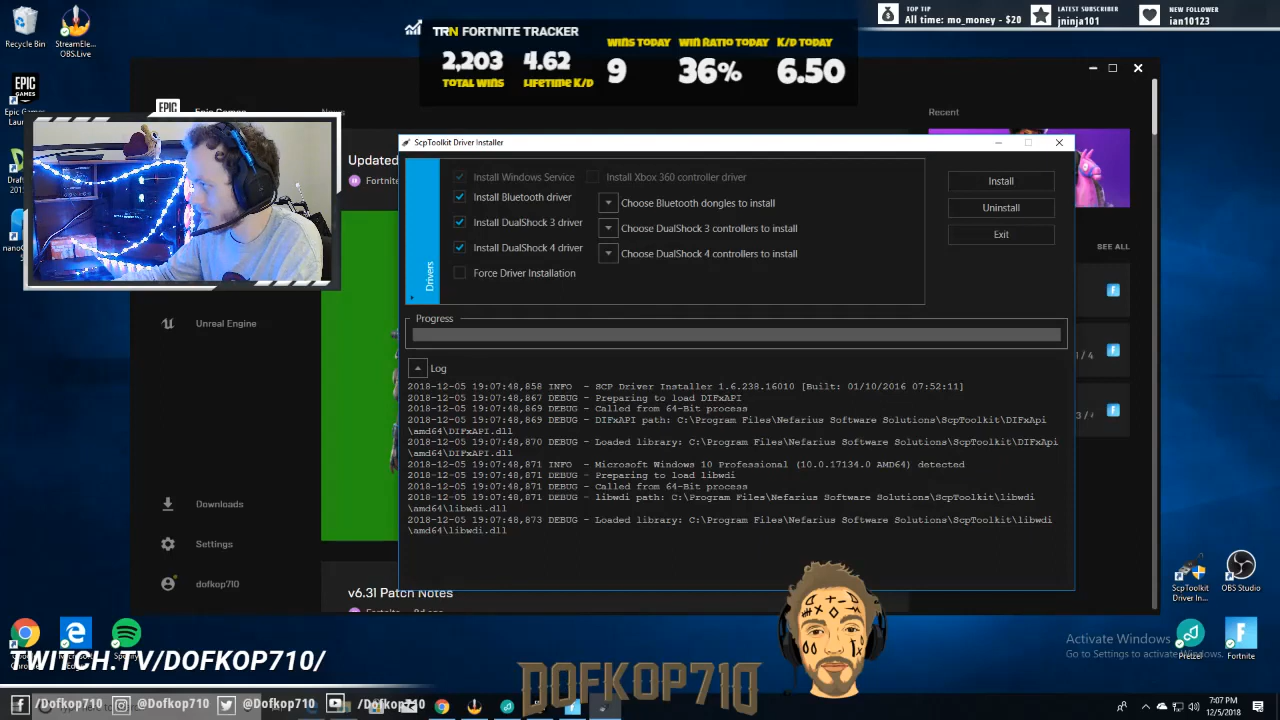 TRN FORTNITE TRACKER
2,203
TOTAL WINS
4.62
LIFETIME K/D
WINS TODAY
9
WIN RATIO TODAY
36%
K/D TODAY
6.50
TOP TIP
All time: mo_money - $20
LATEST SUBSCRIBER
jninja101
NEW FOLLOWER
ian10123
Recycle Bin
StreamEle...
OBS.Live
EPIC
GAMES
Epic Games
EPIC
Epic Games
News
Recent
Updated
Fortnite
SEE ALL
Unreal Engine
Downloads
Settings
dofkop710
v6.31 Patch Notes
ScpToolkit Driver Installer
Drivers
Install Windows Service
Install Xbox 360 controller driver
Install Bluetooth driver
Choose Bluetooth dongles to install
Install DualShock 3 driver
Choose DualShock 3 controllers to install
Install DualShock 4 driver
Choose DualShock 4 controllers to install
Force Driver Installation
Install
Uninstall
Exit
Progress
Log
2018-12-05 19:07:48,858 INFO - SCP Driver Installer 1.6.238.16010 [Built: 01/10/2016 07:52:11]
2018-12-05 19:07:48,867 DEBUG - Preparing to load DIFxAPI
2018-12-05 19:07:48,869 DEBUG - Called from 64-Bit process
2018-12-05 19:07:48,869 DEBUG - DIFxAPI path: C:\Program Files\Nefarius Software Solutions\ScpToolkit\DIFxApi
\amd64\DIFxAPI.dll
2018-12-05 19:07:48,870 DEBUG - Loaded library: C:\Program Files\Nefarius Software Solutions\ScpToolkit\DIFxApi
\amd64\DIFxAPI.dll
2018-12-05 19:07:48,871 INFO - Microsoft Windows 10 Professional (10.0.17134.0 AMD64) detected
2018-12-05 19:07:48,871 DEBUG - Preparing to load libwdi
2018-12-05 19:07:48,871 DEBUG - Called from 64-Bit process
2018-12-05 19:07:48,871 DEBUG - libwdi path: C:\Program Files\Nefarius Software Solutions\ScpToolkit\libwdi
\amd64\libwdi.dll
2018-12-05 19:07:48,873 DEBUG - Loaded library: C:\Program Files\Nefarius Software Solutions\ScpToolkit\libwdi
\amd64\libwdi.dll
ScpToolkit
Driver In...
OBS Studio
Activate Windows
Go to Settings to activate Windows.
Pretzel
Fortnite
TWITCH.TV/DOFKOP710/
DOFKOP710
/Dofkop710
@Dofkop710
@Dofkop710
/Dofkop710
7:07 PM
12/5/2018